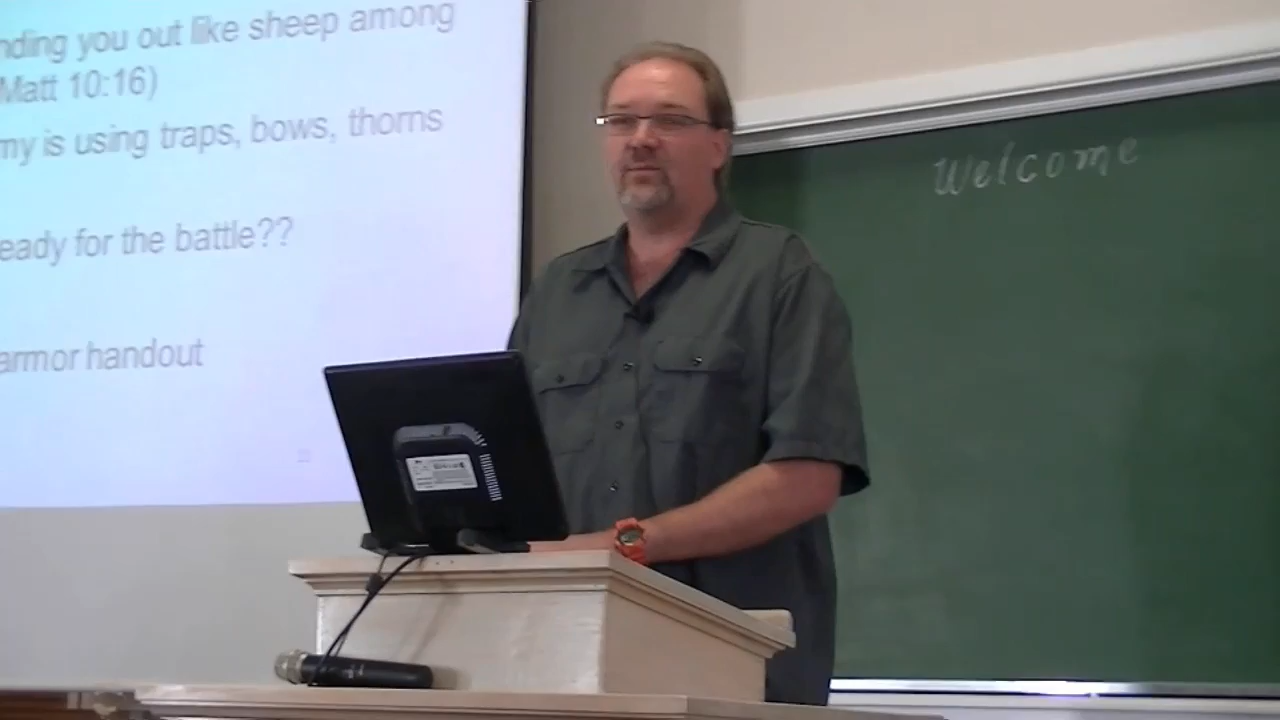 nding you out like sheep among
Matt 10:16)
my is using traps, bows, thorns
eady for the battle??
armor handout
Welcome